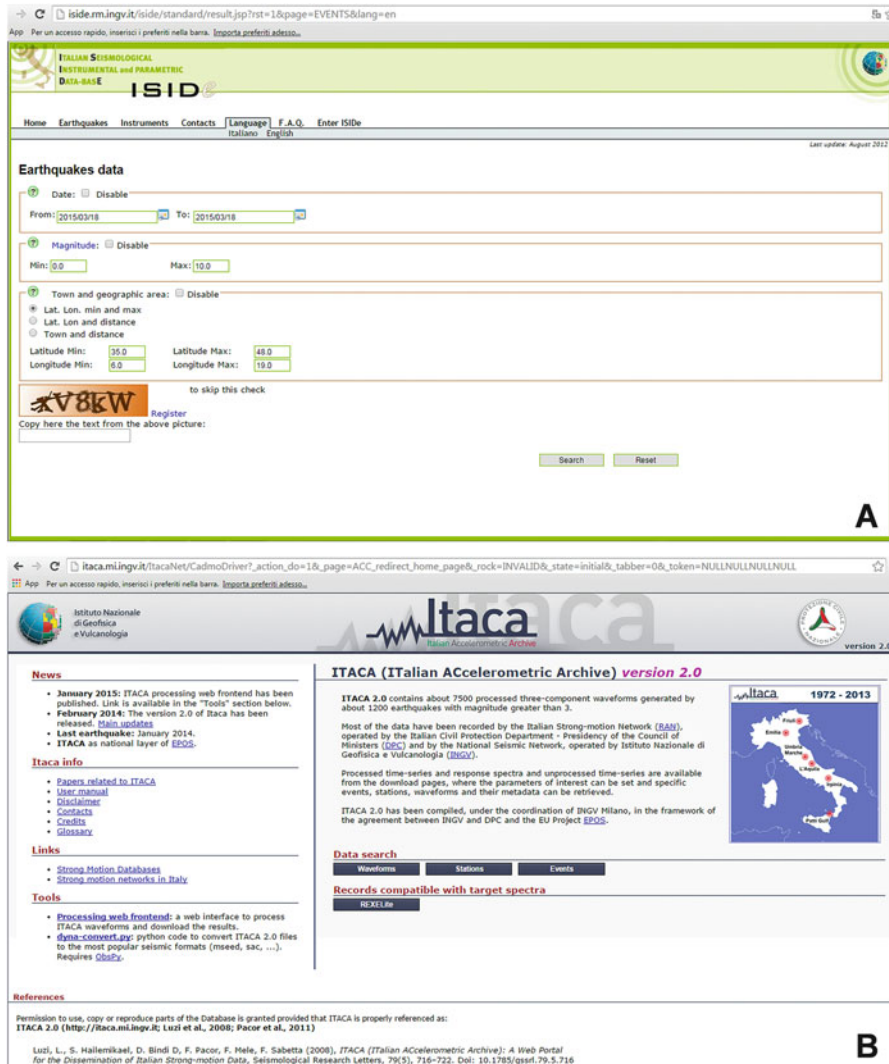 iside.rm.ingv.it/iside/standard/result.jsp?rst=1&page=EVENTS&lang=en
App Per un accesso rapido, inserisci i preferiti nella barra. Importa preferiti adesso...
ITALIAN SEISMOLOGICAL
INSTRUMENTAL and PARAMETRIC
DATA-BASE
ISIDe
Home Earthquakes Instruments Contacts Language F.A.Q. Enter ISIDe
Italiano English
Last update: August 2012
Earthquakes data
? Date: Disable
From: 2015/03/18 To: 2015/03/18
? Magnitude: Disable
Min: 0.0 Max: 10.0
? Town and geographic area: Disable
Lat. Lon. min and max
Lat. Lon and distance
Town and distance
Latitude Min: 35.0 Latitude Max: 48.0
Longitude Min: 6.0 Longitude Max: 19.0
to skip this check
xV8kW Register
Copy here the text from the above picture:
Search Reset
A
itaca.mi.ingv.it/ItacaNet/CadmoDriver?_action_do=1&_page=ACC_redirect_home_page&_rock=INVALID&_state=initial&_tabber=0&_token=NULLNULLNULLNULL
App Per un accesso rapido, inserisci i preferiti nella barra. Importa preferiti adesso...
Istituto Nazionale
di Geofisica
e Vulcanologia
Itaca
Itaca
Italian Accelerometric Archive
PROTEZIONE CIVILE
NAZIONALE
version 2.0
News
• January 2015: ITACA processing web frontend has been
published. Link is available in the "Tools" section below.
• February 2014: The version 2.0 of Itaca has been
released. Main updates
• Last earthquake: January 2014.
• ITACA as national layer of EPOS.
Itaca info
• Papers related to ITACA
• User manual
• Disclaimer
• Contacts
• Credits
• Glossary
Links
• Strong Motion Databases
• Strong motion networks in Italy
Tools
• Processing web frontend: a web interface to process
ITACA waveforms and download the results.
• dyna-convert.py: python code to convert ITACA 2.0 files
to the most popular seismic formats (mseed, sac, ...).
Requires ObsPy.
ITACA (ITalian ACcelerometric Archive) version 2.0
ITACA 2.0 contains about 7500 processed three-component waveforms generated by
about 1200 earthquakes with magnitude greater than 3.
Most of the data have been recorded by the Italian Strong-motion Network (RAN),
operated by the Italian Civil Protection Department - Presidency of the Council of
Ministers (DPC) and by the National Seismic Network, operated by Istituto Nazionale di
Geofisica e Vulcanologia (INGV).
Processed time-series and response spectra and unprocessed time-series are available
from the download pages, where the parameters of interest can be set and specific
events, stations, waveforms and their metadata can be retrieved.
ITACA 2.0 has been compiled, under the coordination of INGV Milano, in the framework of
the agreement between INGV and DPC and the EU Project EPOS.
Itaca 1972 - 2013
Friuli
Emilia
Umbria
Marche
L'Aquila
Irpinia
Patti Gulf
Data search
Waveforms Stations Events
Records compatible with target spectra
REXELite
References
Permission to use, copy or reproduce parts of the Database is granted provided that ITACA is properly referenced as:
ITACA 2.0 (http://itaca.mi.ingv.it; Luzi et al., 2008; Pacor et al., 2011)
Luzi, L., S. Hailemikael, D. Bindi D, F. Pacor, F. Mele, F. Sabetta (2008), ITACA (ITalian ACcelerometric Archive): A Web Portal
for the Dissemination of Italian Strong-motion Data, Seismological Research Letters, 79(5), 716–722. Doi: 10.1785/gssrl.79.5.716
B